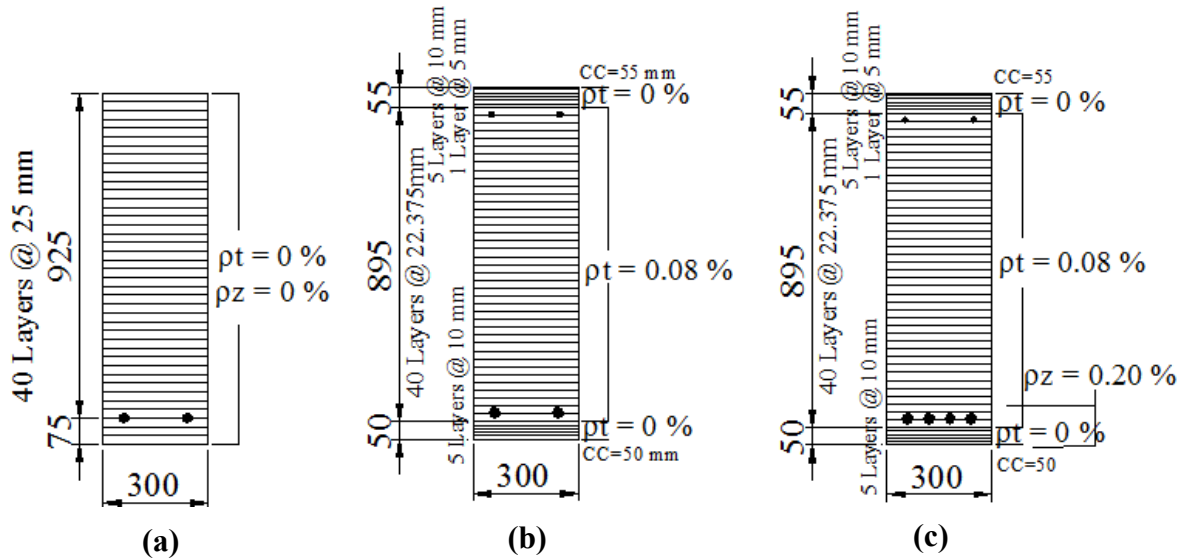 40 Layers @ 25 mm
925
75
ρt = 0 %
ρz = 0 %
300
(a)
5 Layers @ 10 mm
1 Layer @ 5 mm
CC=55 mm
55
ρt = 0 %
895
40 Layers @ 22.375mm
ρt = 0.08 %
5 Layers @ 10 mm
50
ρt = 0 %
CC=50 mm
300
(b)
5 Layers @ 10 mm
1 Layer @ 5 mm
CC=55
55
ρt = 0 %
895
40 Layers @ 22.375 mm
ρt = 0.08 %
5 Layers @ 10 mm
ρz = 0.20 %
50
ρt = 0 %
CC=50
300
(c)